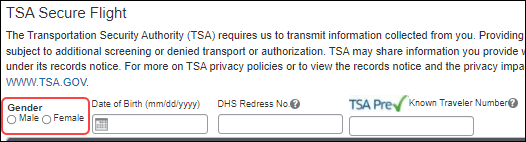 TSA Secure Flight
The Transportation Security Authority (TSA) requires us to transmit information collected from you. Providing
subject to additional screening or denied transport or authorization. TSA may share information you provide w
under its records notice. For more on TSA privacy policies or to view the records notice and the privacy impa
WWW.TSA.GOV.
Gender Date of Birth (mm/dd/yyyy) DHS Redress No. ? TSA Pre✓ Known Traveler Number ?
Male Female